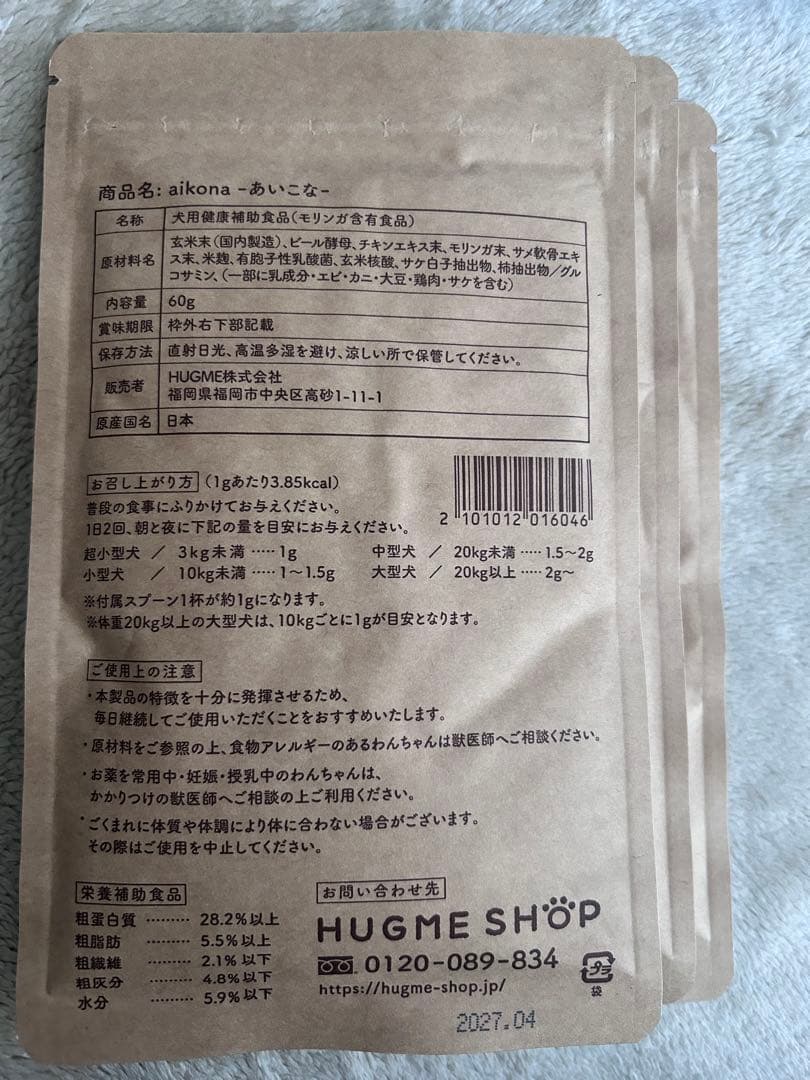 商品名: aikona -あいこな-
名称 犬用健康補助食品(モリンガ含有食品)
原材料名 玄米末(国内製造)、ビール酵母、チキンエキス末、モリンガ末、サメ軟骨エキ
ス末、米麹、有胞子性乳酸菌、玄米核酸、サケ白子抽出物、柿抽出物/グル
コサミン、(一部に乳成分・エビ・カニ・大豆・鶏肉・サケを含む)
内容量 60g
賞味期限 枠外右下部記載
保存方法 直射日光、高温多湿を避け、涼しい所で保管してください。
販売者 HUGME株式会社
福岡県福岡市中央区高砂1-11-1
原産国名 日本
お召し上がり方 (1gあたり3.85kcal)
普段の食事にふりかけてお与えください。
1日2回、朝と夜に下記の量を目安にお与えください。
2 101012 016046
超小型犬 / 3kg未満 ····· 1g 中型犬 / 20kg未満 ····· 1.5〜2g
小型犬 / 10kg未満 ····· 1〜1.5g 大型犬 / 20kg以上 ····· 2g〜
※付属スプーン1杯が約1gになります。
※体重20kg以上の大型犬は、10kgごとに1gが目安となります。
ご使用上の注意
・本製品の特徴を十分に発揮させるため、
毎日継続してご使用いただくことをおすすめいたします。
・原材料をご参照の上、食物アレルギーのあるわんちゃんは獣医師へご相談ください。
・お薬を常用中・妊娠・授乳中のわんちゃんは、
かかりつけの獣医師へご相談の上ご利用ください。
・ごくまれに体質や体調により体に合わない場合がございます。
その際はご使用を中止してください。
栄養補助食品
粗蛋白質 ········· 28.2%以上
粗脂肪 ········· 5.5%以上
粗繊維 ········· 2.1%以下
粗灰分 ········· 4.8%以下
水分 ········· 5.9%以下
お問い合わせ先
HUGME SHOP
0120-089-834
https://hugme-shop.jp/
プラ
袋
2027.04